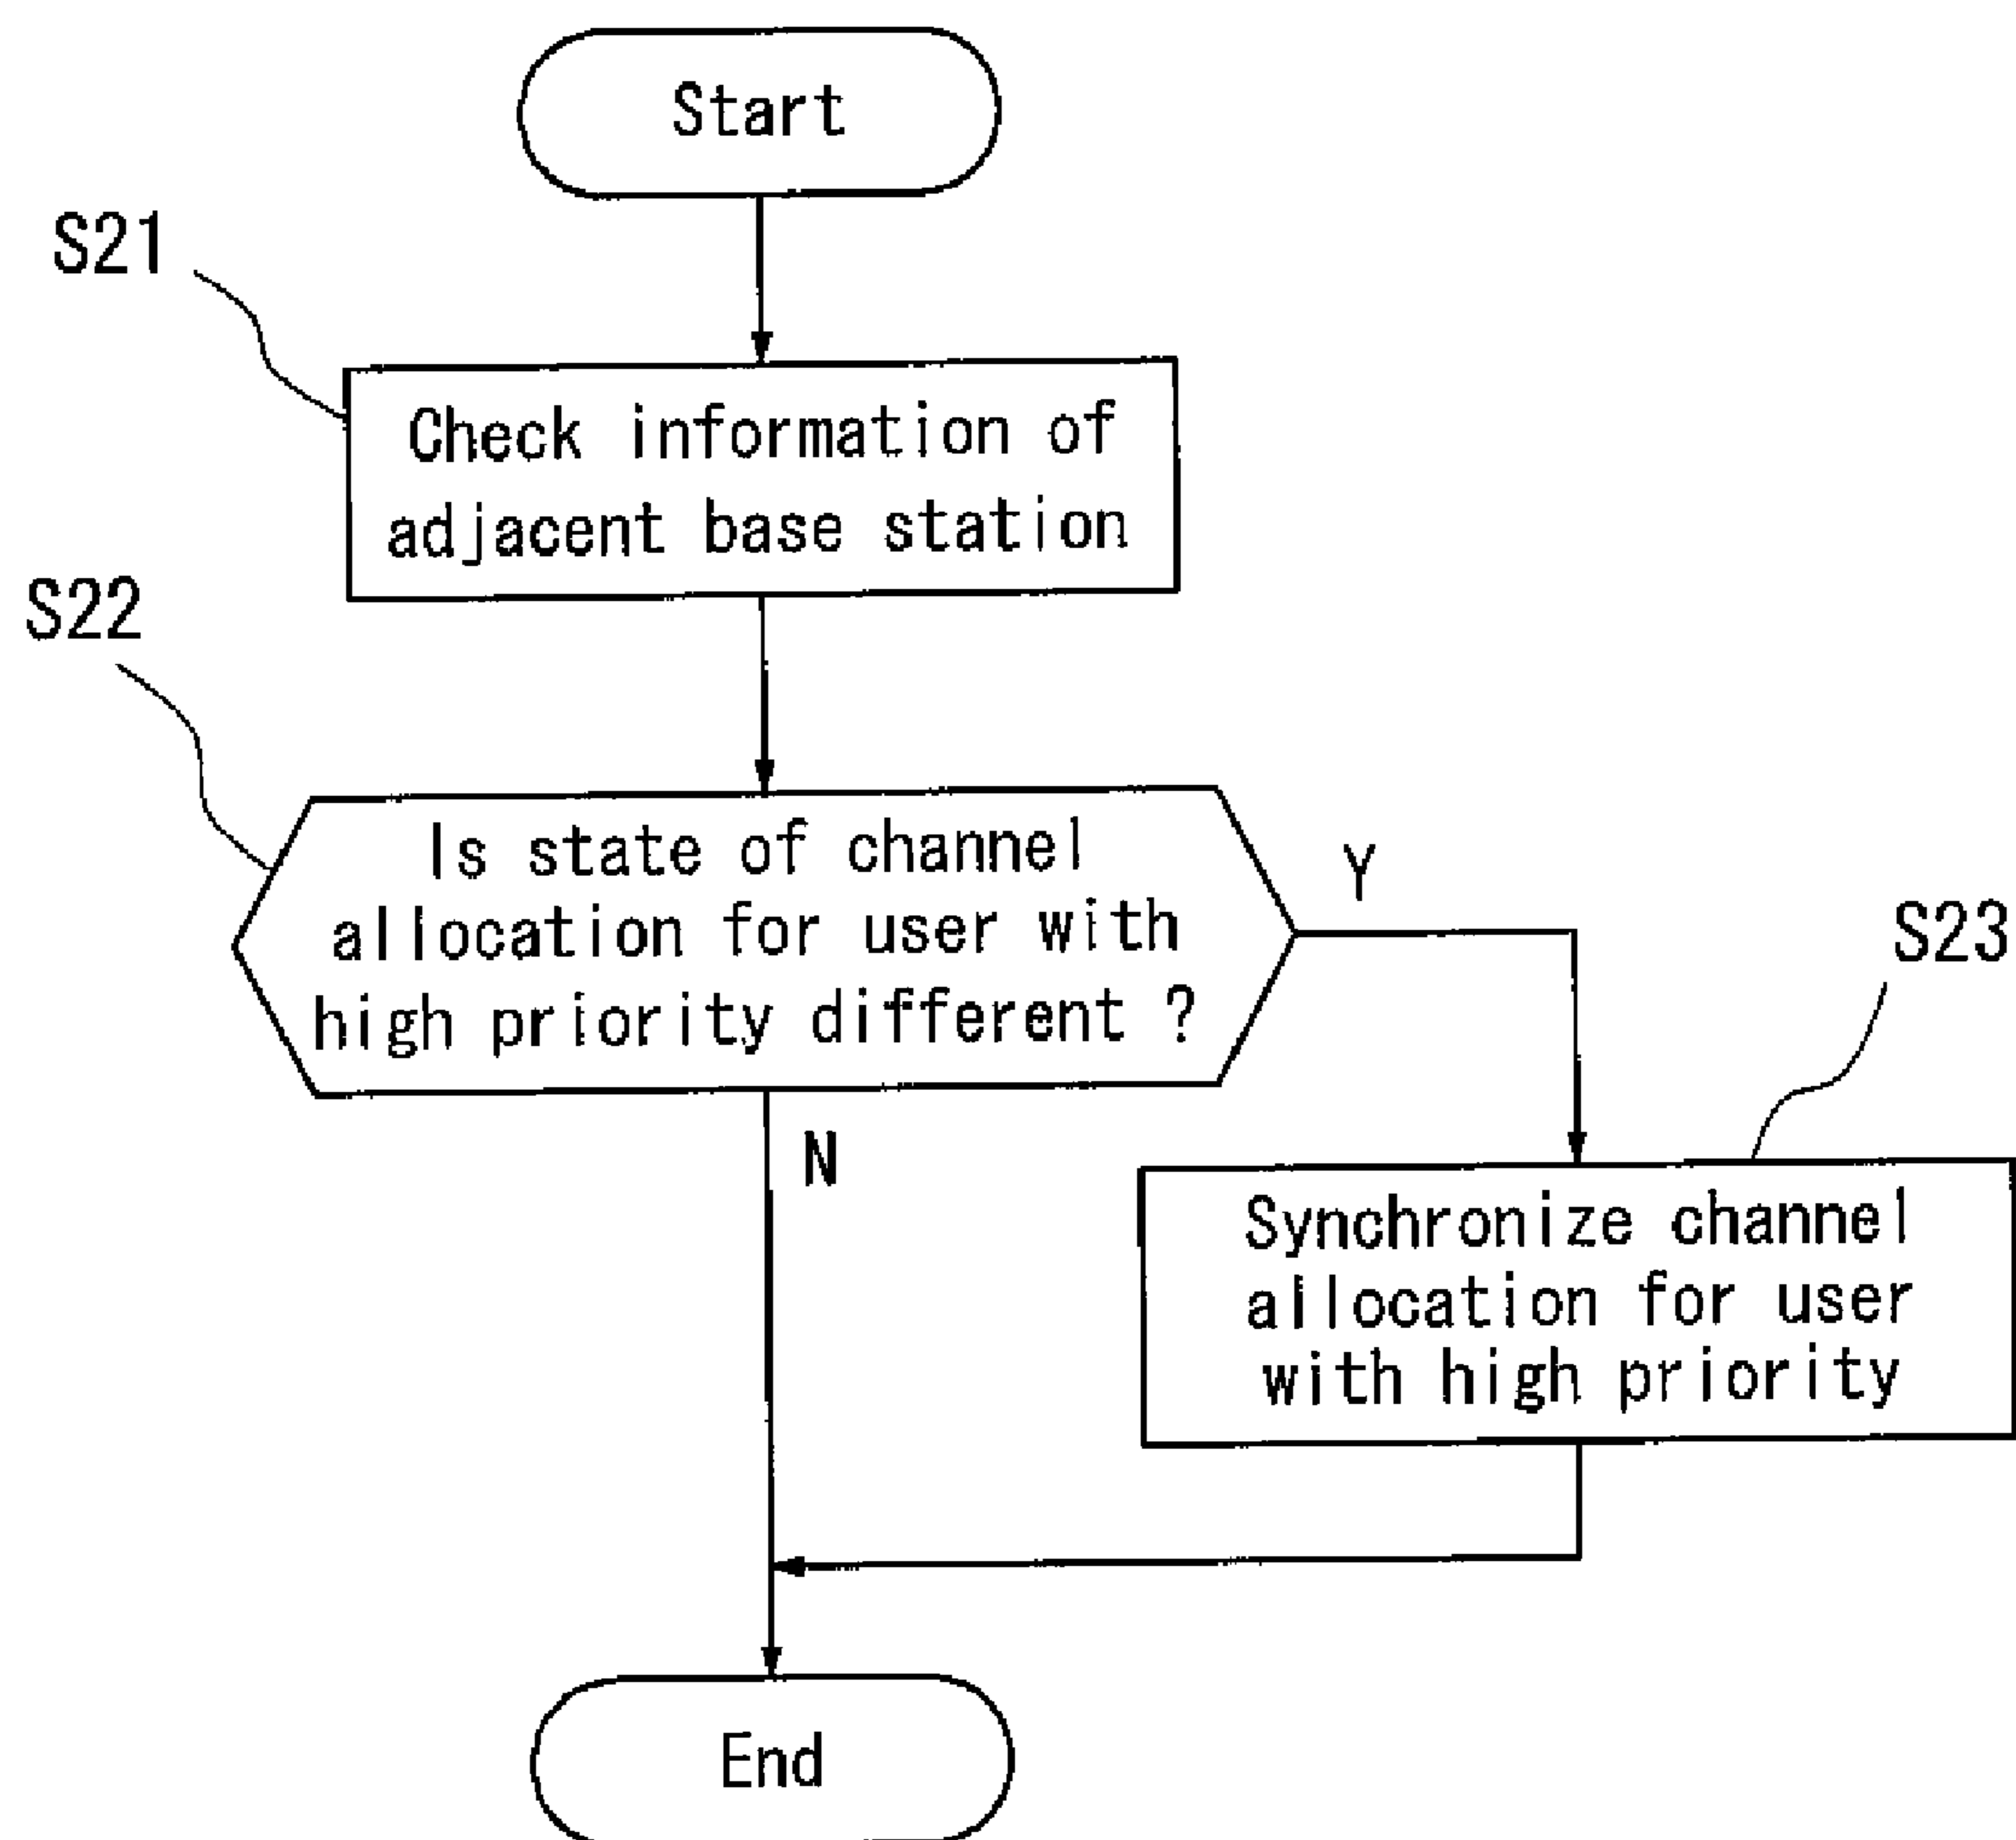 Start
S21
Check information of
adjacent base station
S22
Is state of channel
allocation for user with
high priority different ?
Y
S23
N
Synchronize channel
allocation for user
with high priority
End